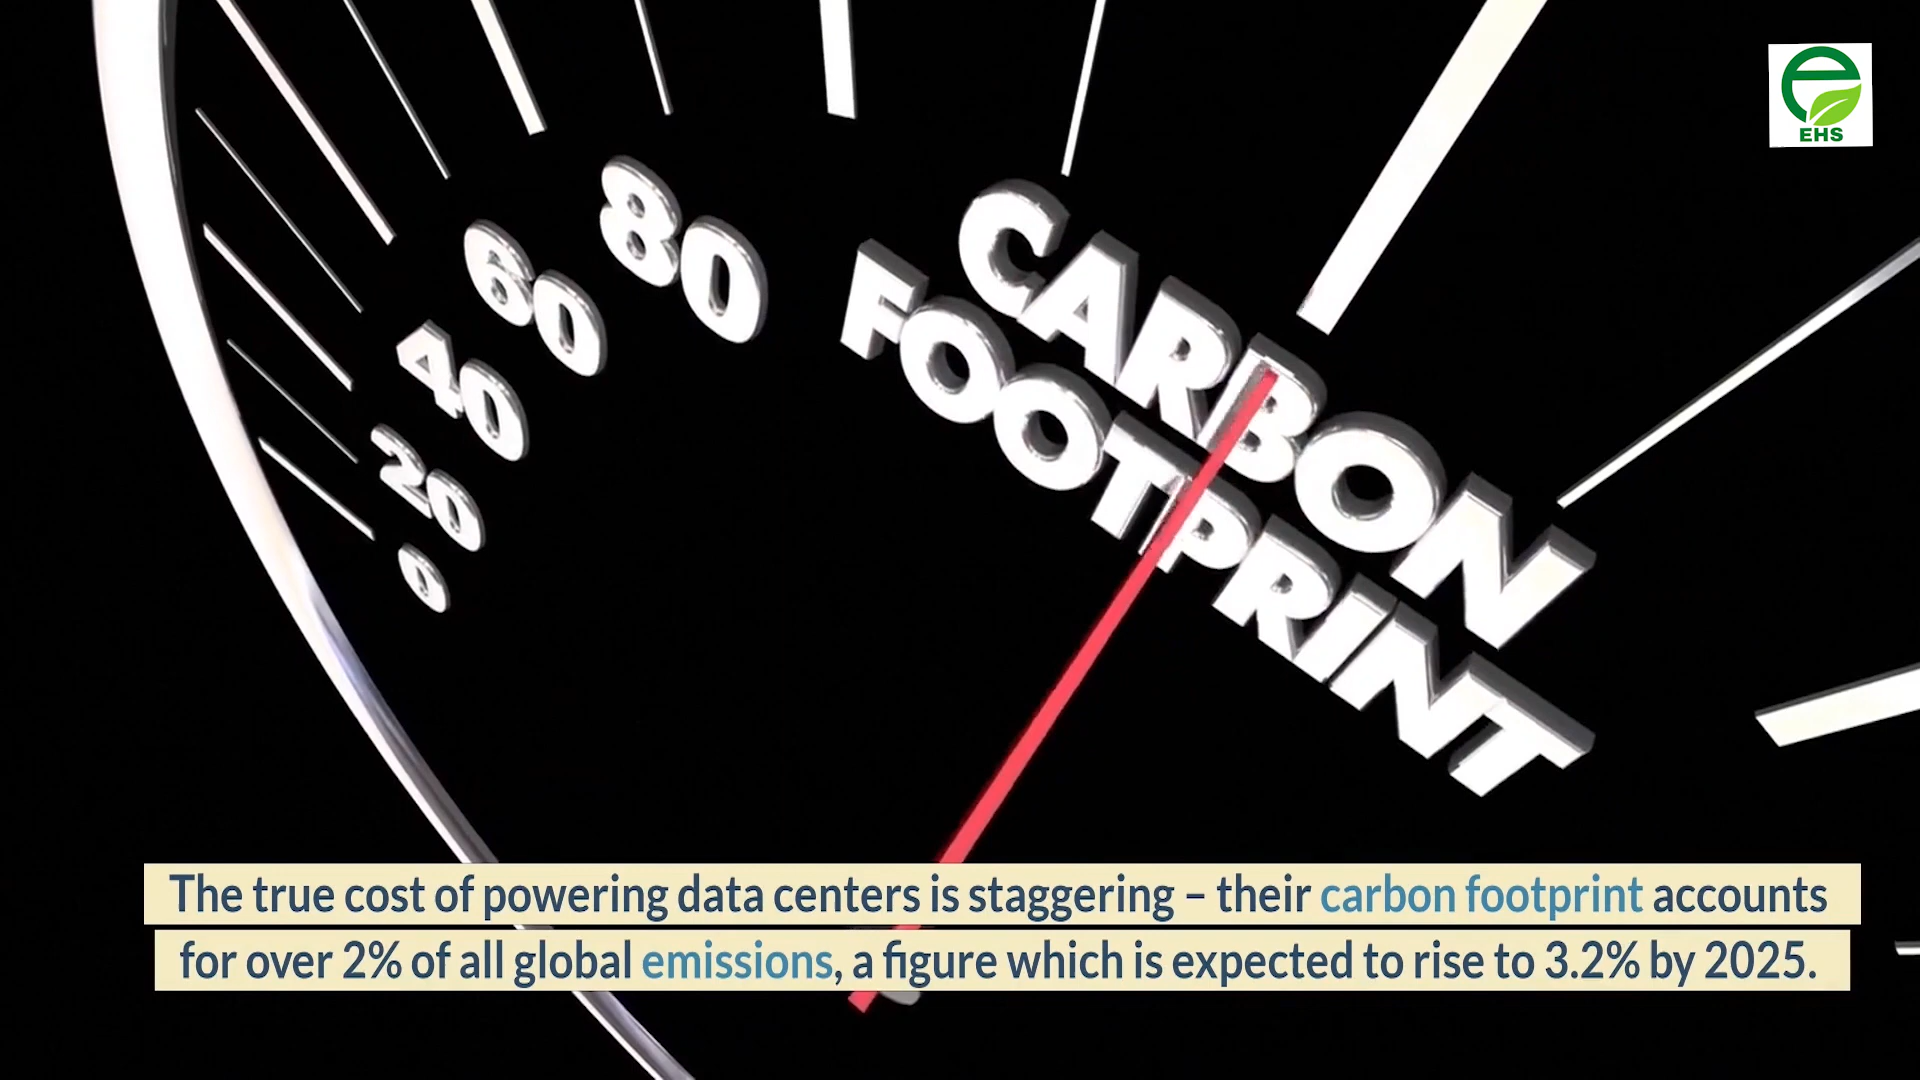 EHS
80
60
40
20
0
CARBON
FOOTPRINT
The true cost of powering data centers is staggering – their carbon footprint accounts
for over 2% of all global emissions, a figure which is expected to rise to 3.2% by 2025.